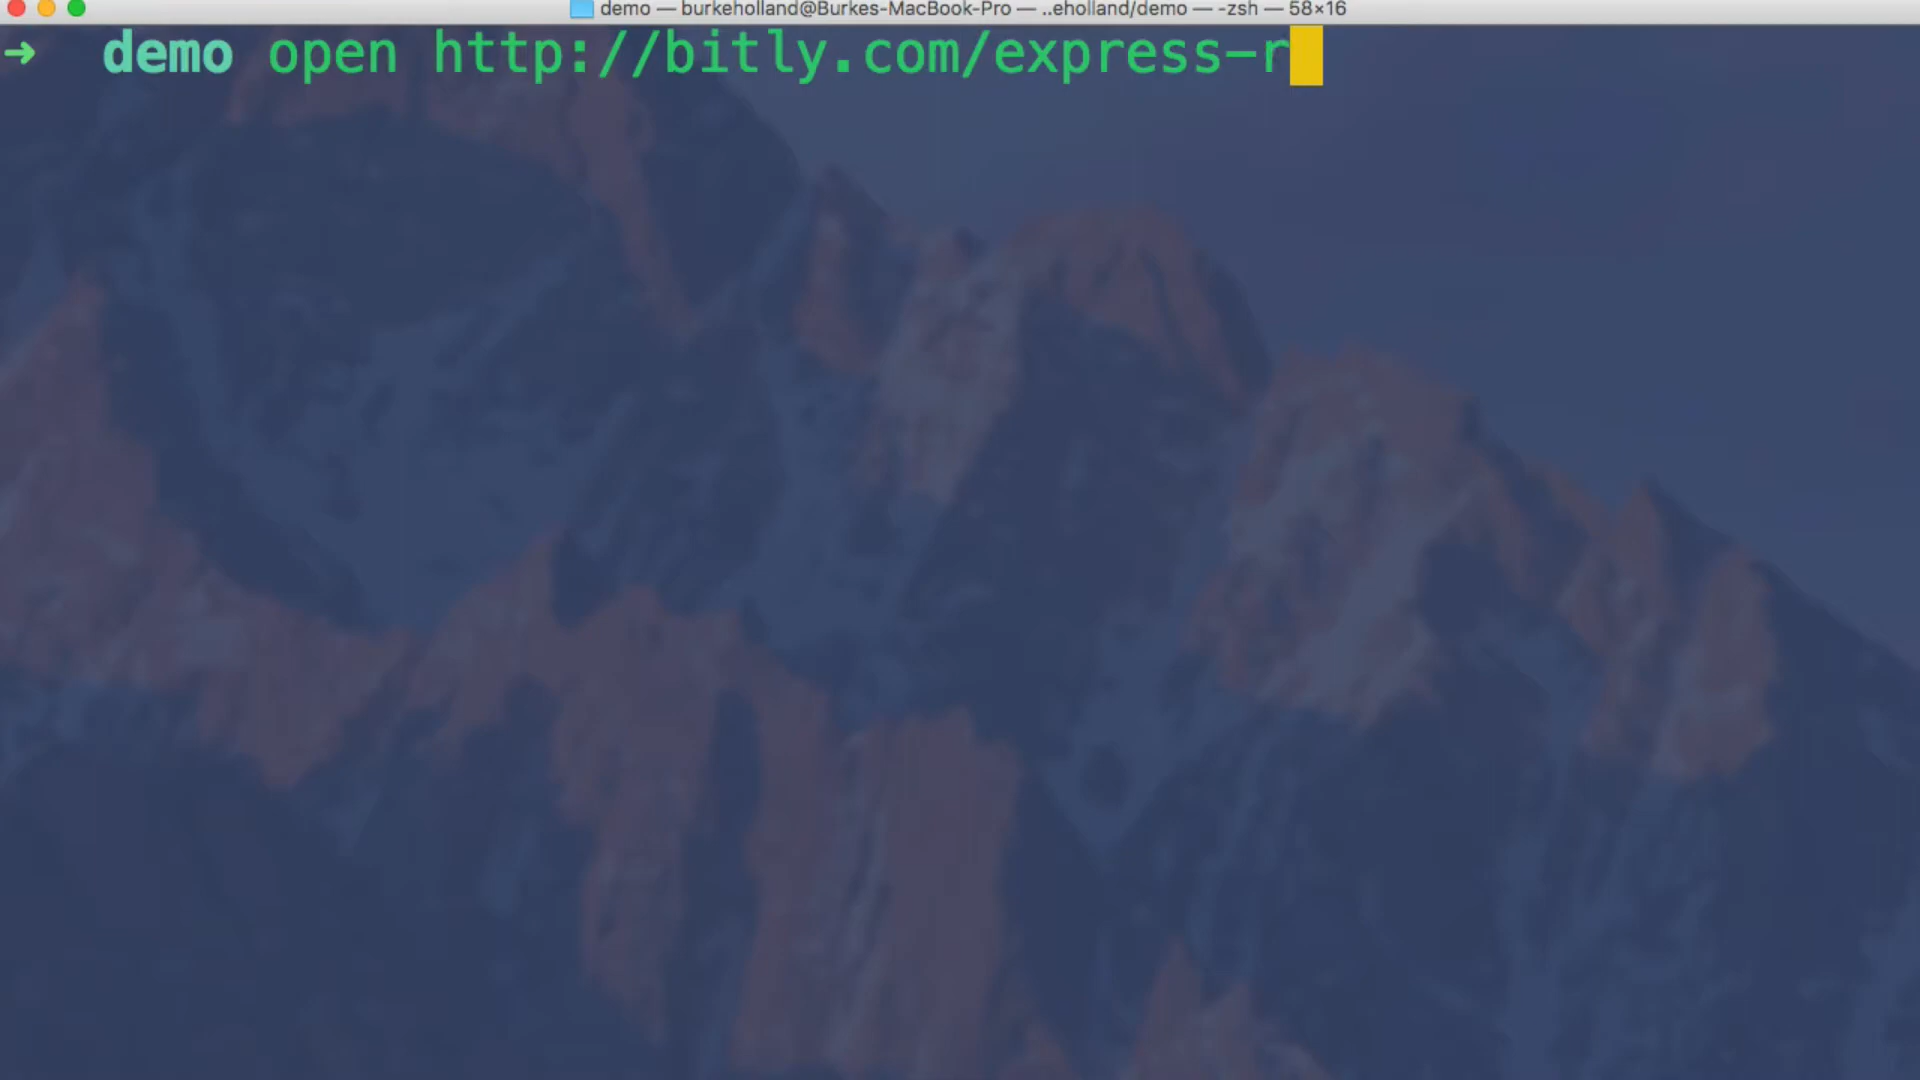 demo — burkeholland@Burkes-MacBook-Pro — ..eholland/demo — -zsh — 58×16
➜ demo open http://bitly.com/express-r